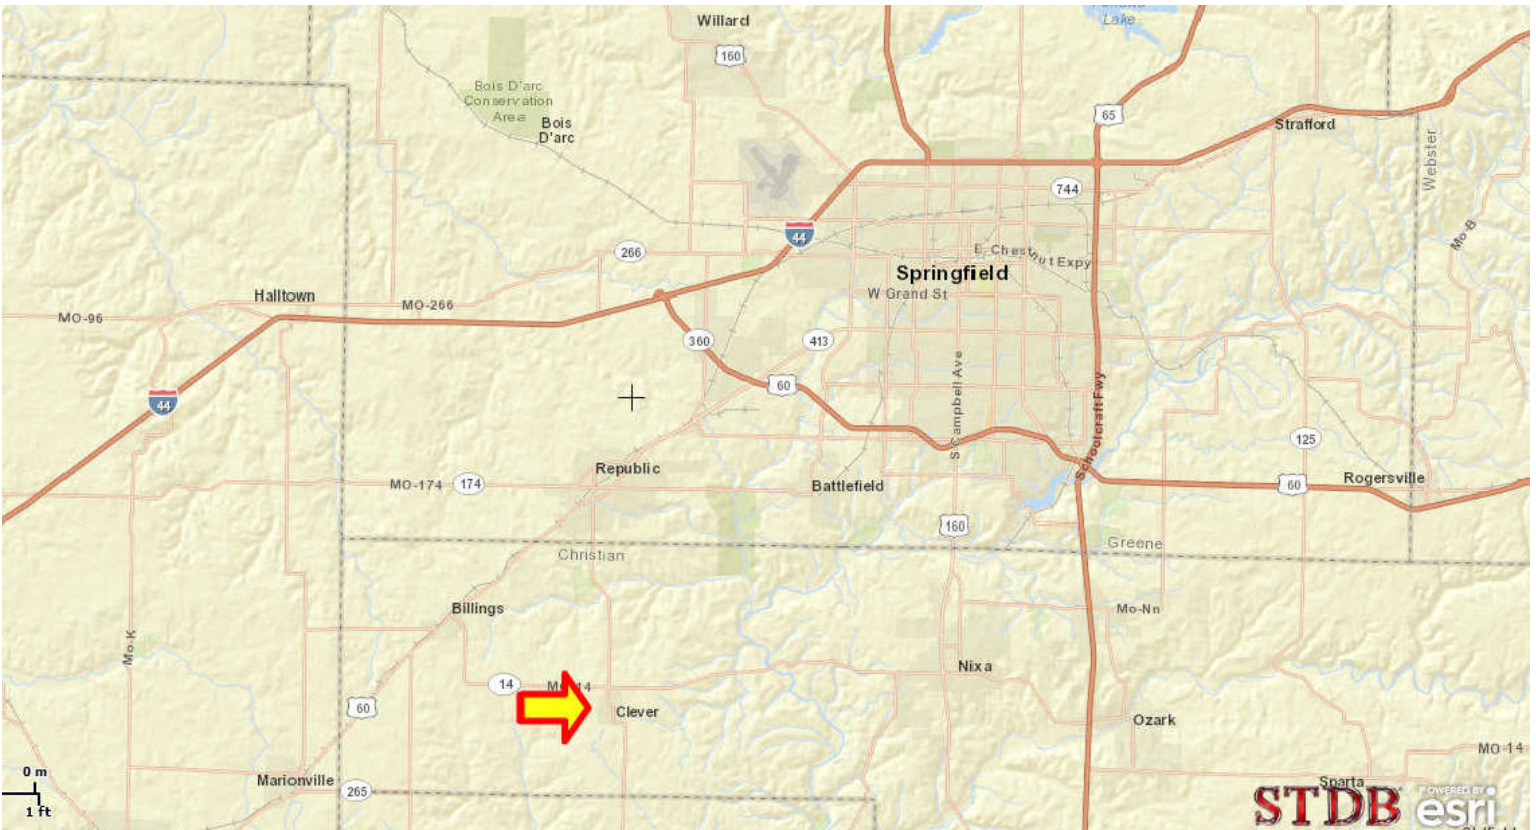 Willard
Lake
160
Bois D'arc
Conservation
Area
Bois
D'arc
65
Strafford
Webster
744
Mo-B
44
266
E Chestnut Expy
Springfield
W Grand St
Halltown
MO-266
MO-96
360
413
60
44
S Campbell Ave
Schoolcraft Fwy
125
Republic
MO-174
174
Battlefield
60
Rogersville
160
Christian
Greene
Billings
Mo-Nn
Mo-K
Nixa
14
60
Clever
Ozark
MO-14
Marionville
265
Sparta
0 m
1 ft
STDB
POWERED BY
esri